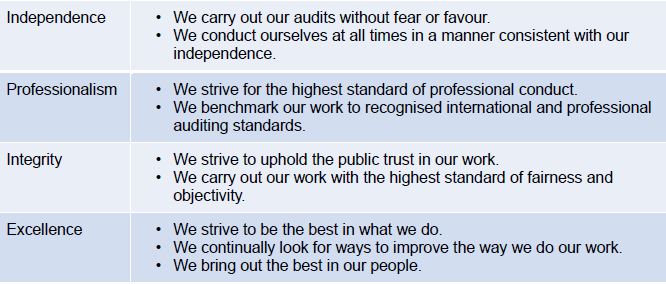 Independence
• We carry out our audits without fear or favour.
• We conduct ourselves at all times in a manner consistent with our
independence.
Professionalism
• We strive for the highest standard of professional conduct.
• We benchmark our work to recognised international and professional
auditing standards.
Integrity
• We strive to uphold the public trust in our work.
• We carry out our work with the highest standard of fairness and
objectivity.
Excellence
• We strive to be the best in what we do.
• We continually look for ways to improve the way we do our work.
• We bring out the best in our people.